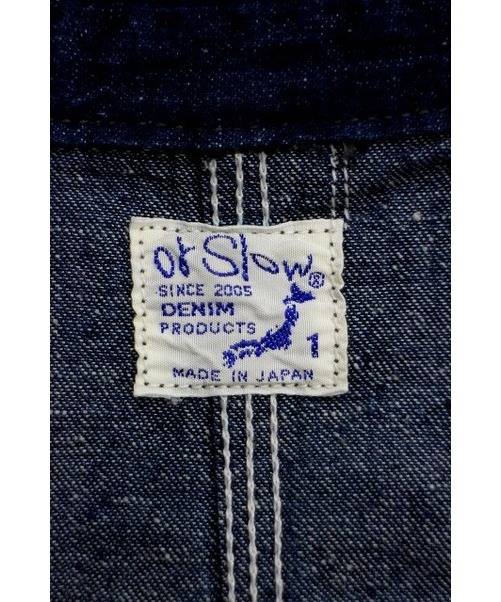 or Slow®
SINCE 2005
DENIM
PRODUCTS
1
MADE IN JAPAN